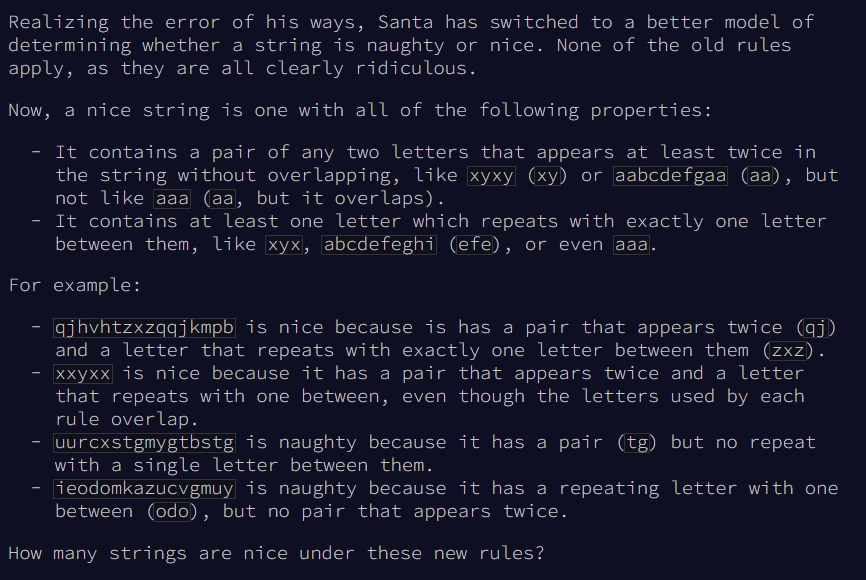 Realizing the error of his ways, Santa has switched to a better model of
determining whether a string is naughty or nice. None of the old rules
apply, as they are all clearly ridiculous.
Now, a nice string is one with all of the following properties:
- It contains a pair of any two letters that appears at least twice in
the string without overlapping, like xyxy (xy) or aabcdefgaa (aa), but
not like aaa (aa, but it overlaps).
- It contains at least one letter which repeats with exactly one letter
between them, like xyx, abcdefeghi (efe), or even aaa.
For example:
- qjhvhtzxzqqjkmpb is nice because is has a pair that appears twice (qj)
and a letter that repeats with exactly one letter between them (zxz).
- xxyxx is nice because it has a pair that appears twice and a letter
that repeats with one between, even though the letters used by each
rule overlap.
- uurcxstgmygtbstg is naughty because it has a pair (tg) but no repeat
with a single letter between them.
- ieodomkazucvgmuy is naughty because it has a repeating letter with one
between (odo), but no pair that appears twice.
How many strings are nice under these new rules?